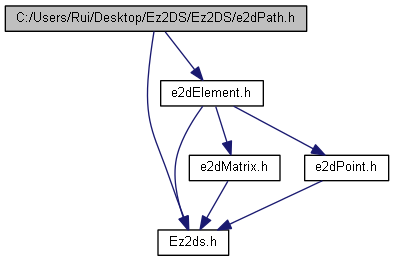 C:/Users/Rui/Desktop/Ez2DS/Ez2DS/e2dPath.h
e2dElement.h
e2dMatrix.h
e2dPoint.h
Ez2ds.h